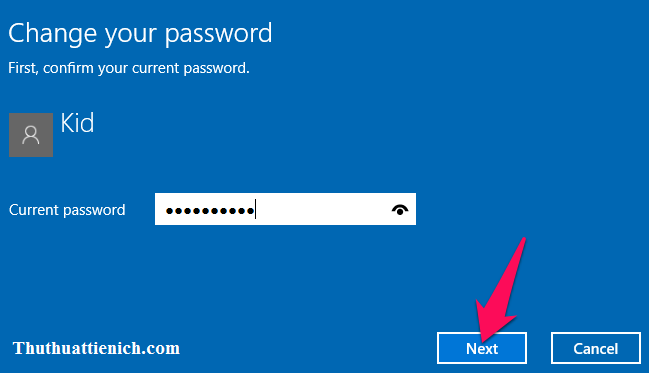 Change your password
First, confirm your current password.
Kid
Current password ●●●●●●●●●●
Thuthuattienich.com Next Cancel